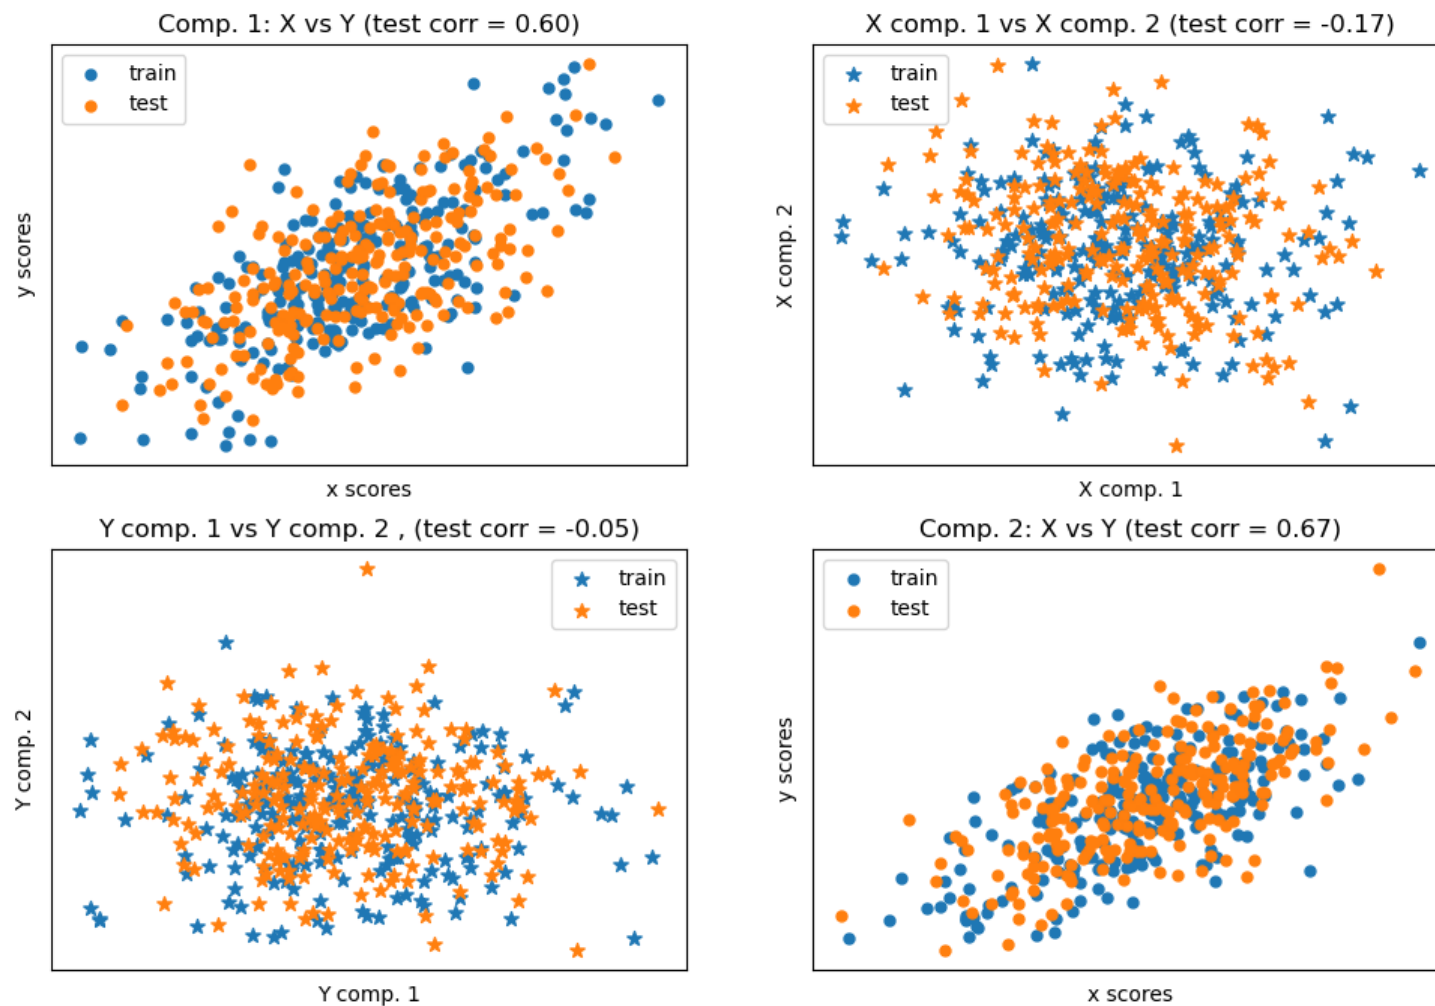 Comp. 1: X vs Y (test corr = 0.60)
train
test
y scores
x scores
X comp. 1 vs X comp. 2 (test corr = -0.17)
train
test
X comp. 2
X comp. 1
Y comp. 1 vs Y comp. 2 , (test corr = -0.05)
train
test
Y comp. 2
Y comp. 1
Comp. 2: X vs Y (test corr = 0.67)
train
test
y scores
x scores